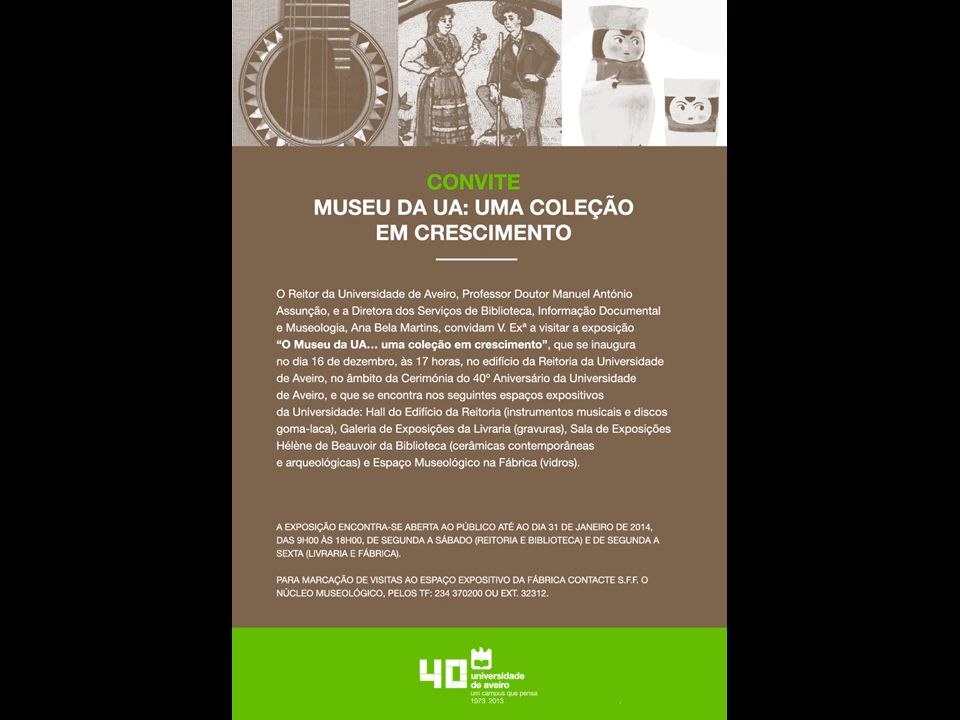 CONVITE
MUSEU DA UA: UMA COLEÇÃO
EM CRESCIMENTO
O Reitor da Universidade de Aveiro, Professor Doutor Manuel António
Assunção, e a Diretora dos Serviços de Biblioteca, Informação Documental
e Museologia, Ana Bela Martins, convidam V. Exª a visitar a exposição
“O Museu da UA... uma coleção em crescimento”, que se inaugura
no dia 16 de dezembro, às 17 horas, no edifício da Reitoria da Universidade
de Aveiro, no âmbito da Cerimónia do 40º Aniversário da Universidade
de Aveiro, e que se encontra nos seguintes espaços expositivos
da Universidade: Hall do Edifício da Reitoria (instrumentos musicais e discos
goma-laca), Galeria de Exposições da Livraria (gravuras), Sala de Exposições
Hélène de Beauvoir da Biblioteca (cerâmicas contemporâneas
e arqueológicas) e Espaço Museológico na Fábrica (vidros).
A EXPOSIÇÃO ENCONTRA-SE ABERTA AO PÚBLICO ATÉ AO DIA 31 DE JANEIRO DE 2014,
DAS 9H00 ÀS 18H00, DE SEGUNDA A SÁBADO (REITORIA E BIBLIOTECA) E DE SEGUNDA A
SEXTA (LIVRARIA E FÁBRICA).
PARA MARCAÇÃO DE VISITAS AO ESPAÇO EXPOSITIVO DA FÁBRICA CONTACTE S.F.F. O
NÚCLEO MUSEOLÓGICO, PELOS TF: 234 370200 OU EXT. 32312.
40 universidade
de aveiro
um campus que pensa
1973 2013